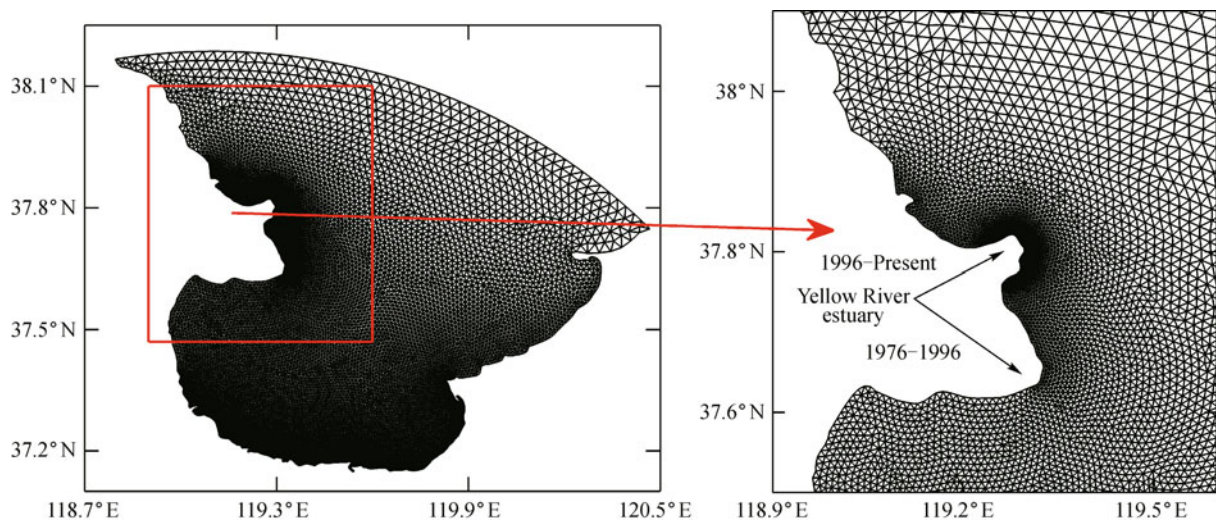 38.1° N
37.8° N
37.5° N
37.2° N
118.7° E
119.3° E
119.9° E
120.5° E
38° N
37.8° N
37.6° N
1996−Present
Yellow River
estuary
1976−1996
118.9° E
119.2° E
119.5° E